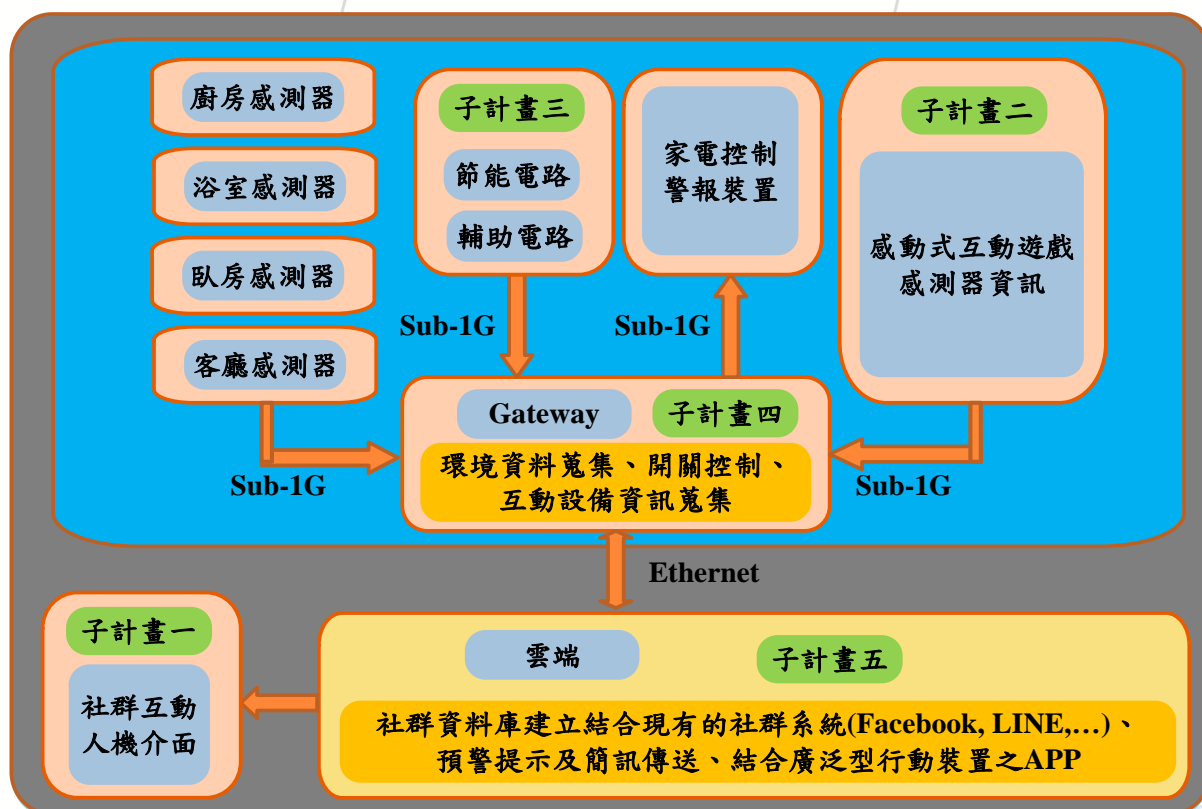 廚房感測器
浴室感測器
臥房感測器
客廳感測器
Sub-1G
子計畫三
節能電路
輔助電路
Sub-1G
家電控制
警報裝置
Sub-1G
子計畫二
感動式互動遊戲
感測器資訊
Sub-1G
Gateway
子計畫四
環境資料蒐集、開關控制、
互動設備資訊蒐集
Ethernet
子計畫一
社群互動
人機介面
雲端
子計畫五
社群資料庫建立結合現有的社群系統(Facebook, LINE,…)、
預警提示及簡訊傳送、結合廣泛型行動裝置之APP